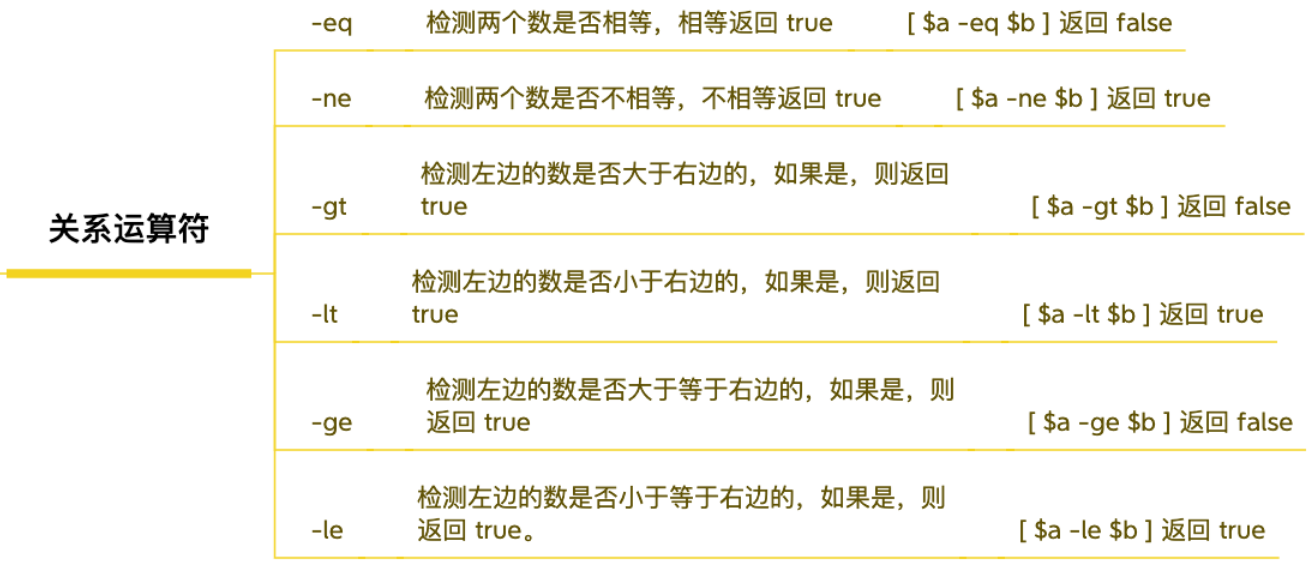 -eq 检测两个数是否相等，相等返回 true [ $a -eq $b ] 返回 false
-ne 检测两个数是否不相等，不相等返回 true [ $a -ne $b ] 返回 true
检测左边的数是否大于右边的，如果是，则返回
-gt true [ $a -gt $b ] 返回 false
关系运算符
检测左边的数是否小于右边的，如果是，则返回
-lt true [ $a -lt $b ] 返回 true
检测左边的数是否大于等于右边的，如果是，则
-ge 返回 true [ $a -ge $b ] 返回 false
检测左边的数是否小于等于右边的，如果是，则
-le 返回 true。 [ $a -le $b ] 返回 true